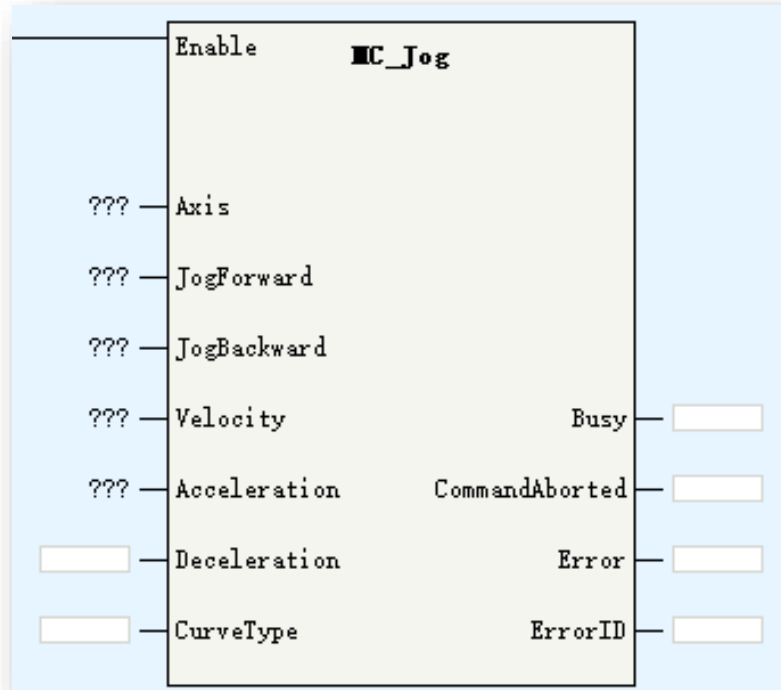 Enable MC_Jog
??? Axis
??? JogForward
??? JogBackward
??? Velocity Busy
??? Acceleration CommandAborted
Deceleration Error
CurveType ErrorID